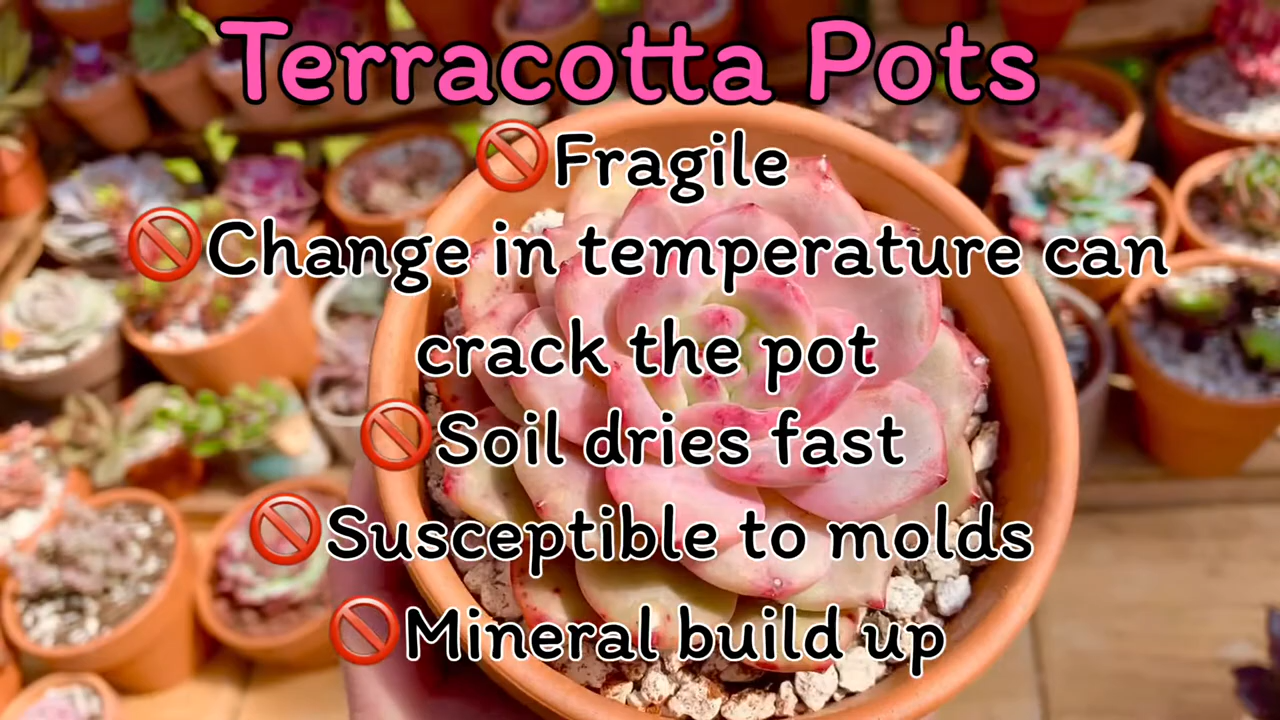 Terracotta Pots
🚫Fragile
🚫Change in temperature can
crack the pot
🚫Soil dries fast
🚫Susceptible to molds
🚫Mineral build up